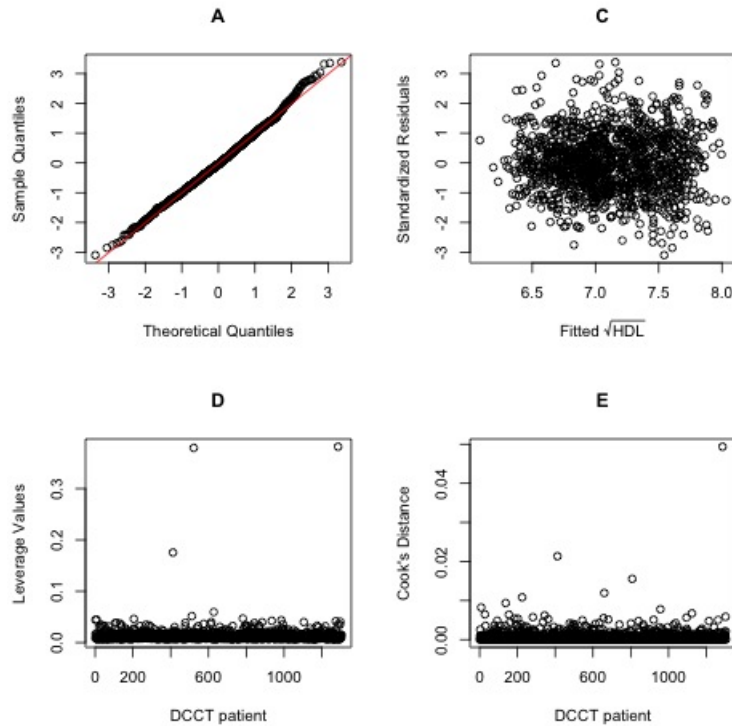 A
Sample Quantiles
3
2
1
0
-1
-2
-3
-3 -2 -1 0 1 2 3
Theoretical Quantiles
C
Standardized Residuals
3
2
1
0
-1
-2
-3
6.5 7.0 7.5 8.0
Fitted √HDL
D
Leverage Values
0.3
0.2
0.1
0.0
0 200 600 1000
DCCT patient
E
Cook's Distance
0.04
0.02
0.00
0 200 600 1000
DCCT patient